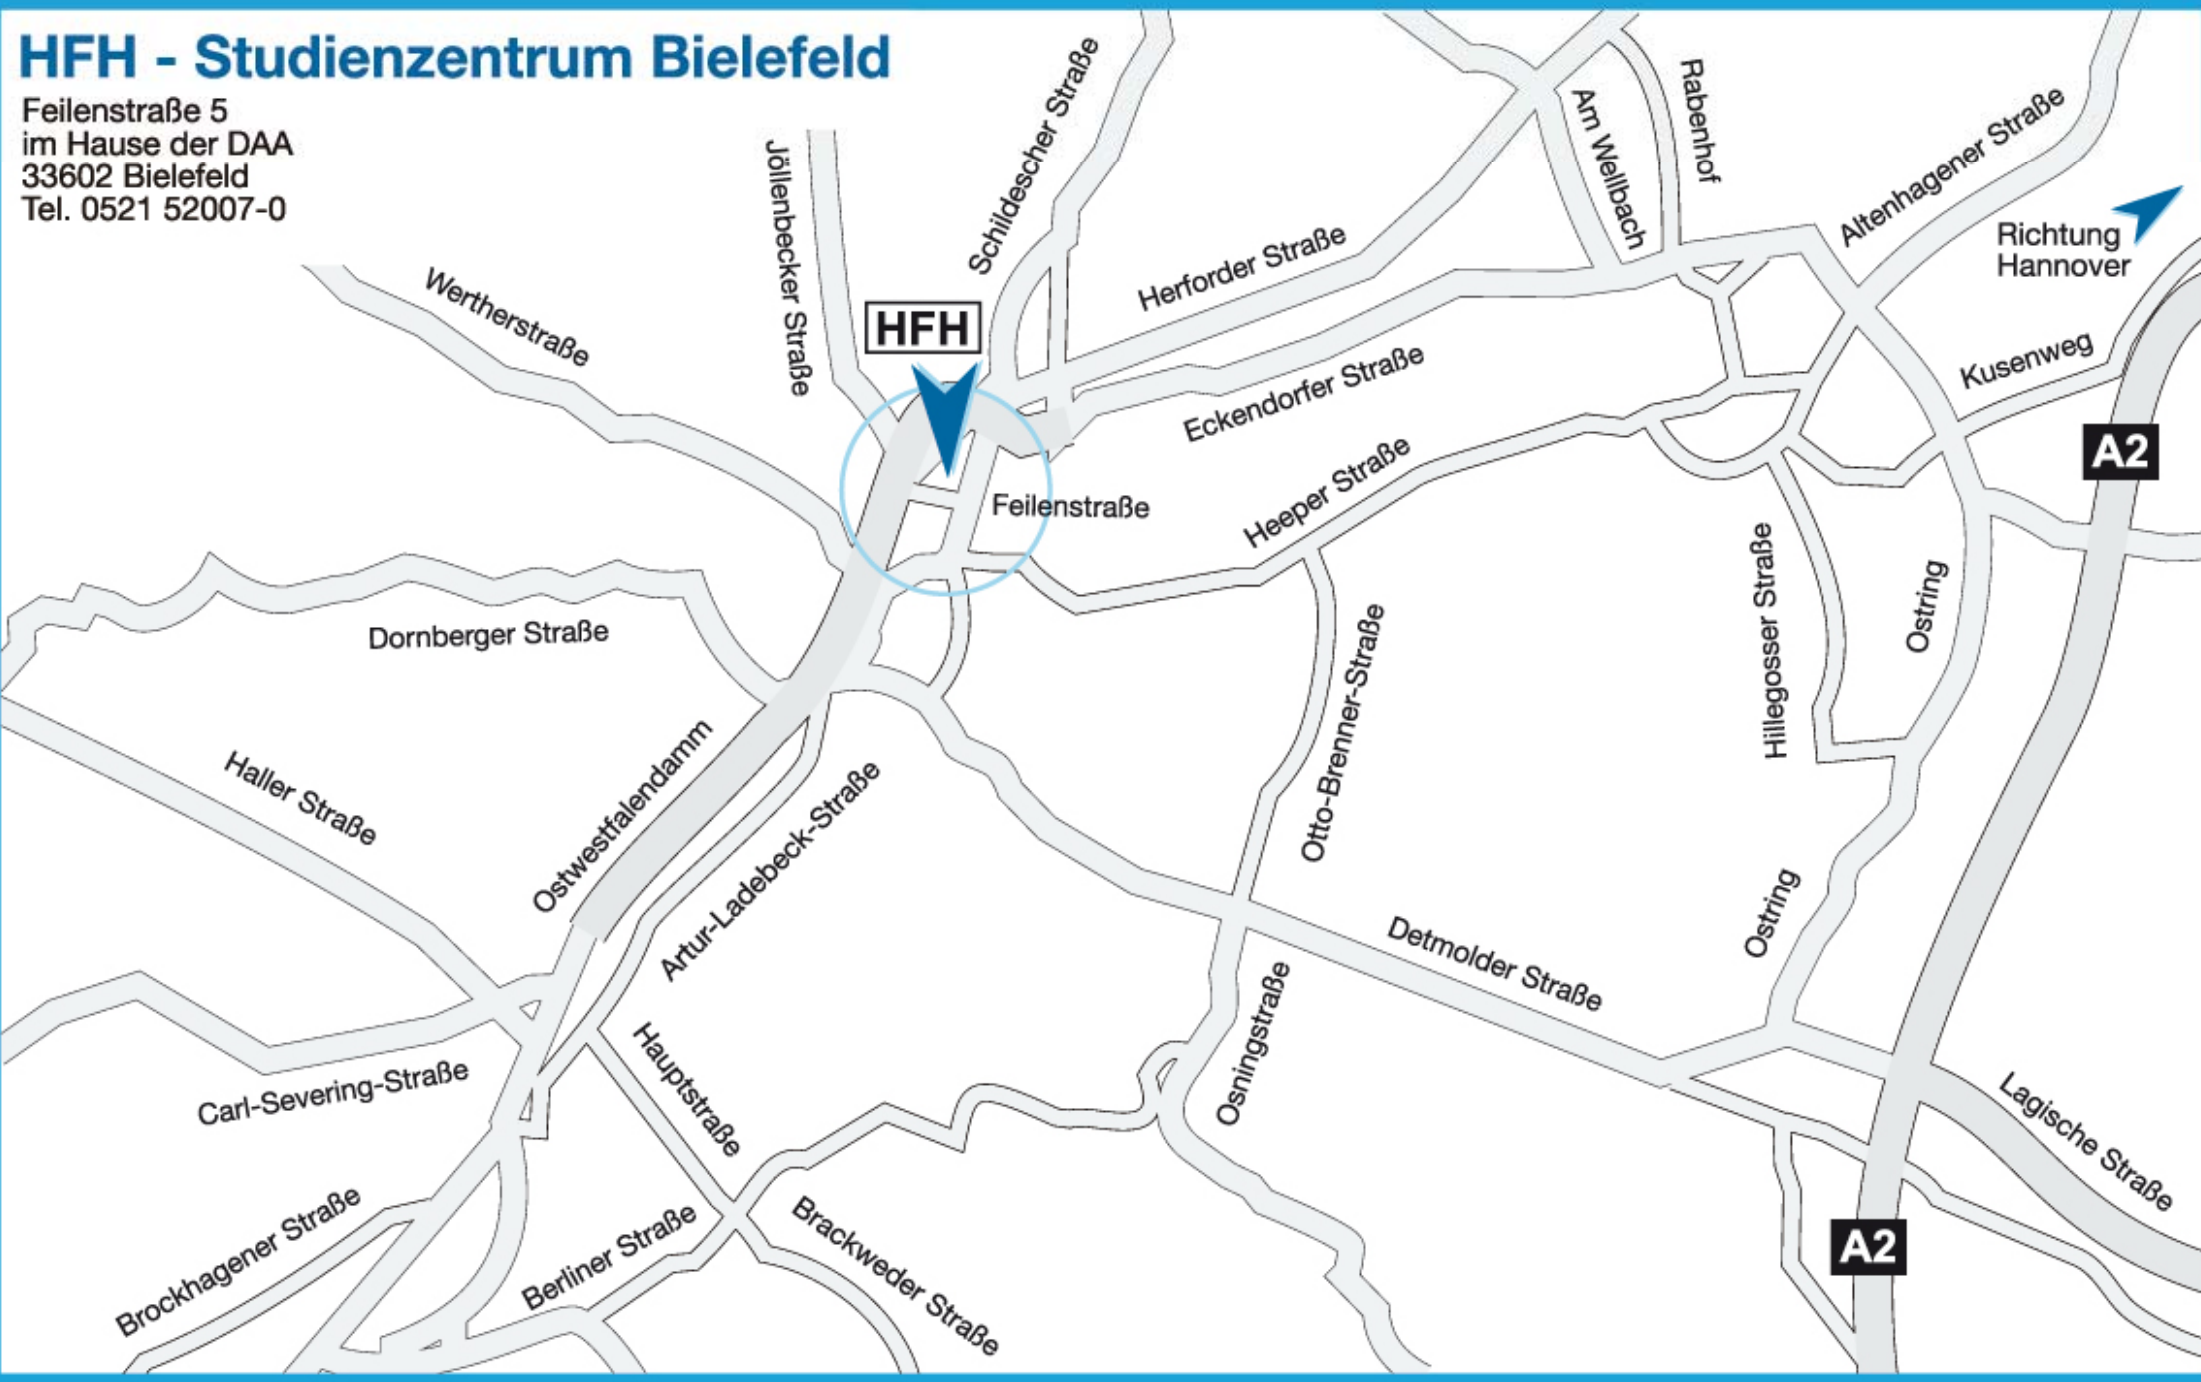 HFH - Studienzentrum Bielefeld
Feilenstraße 5
im Hause der DAA
33602 Bielefeld
Tel. 0521 52007-0
Jöllenbecker Straße
Schildescher Straße
Am Wellbach
Rabenhof
Altenhagener Straße
Richtung
Hannover
Wertherstraße
HFH
Herforder Straße
Eckendorfer Straße
Kusenweg
A2
Feilenstraße
Heeper Straße
Dornberger Straße
Otto-Brenner-Straße
Hillegosser Straße
Ostring
Haller Straße
Ostwestfalendamm
Artur-Ladebeck-Straße
Ostring
Detmolder Straße
Osningstraße
Carl-Severing-Straße
Hauptstraße
Lagische Straße
Brockhagener Straße
Berliner Straße
Brackweder Straße
A2